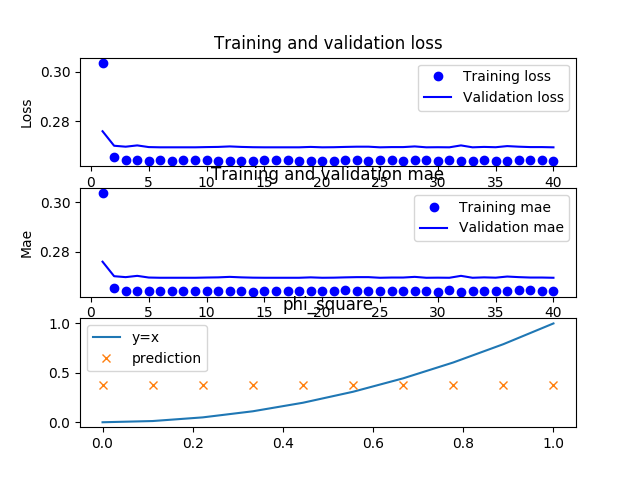 Training and validation loss
Loss
0.30
0.28
Training loss
Validation loss
0 5 10 15 20 25 30 35 40
Training and validation mae
Mae
0.30
0.28
Training mae
Validation mae
0 5 10 15 20 25 30 35 40
phi_square
1.0
0.5
0.0
y=x
prediction
0.0 0.2 0.4 0.6 0.8 1.0